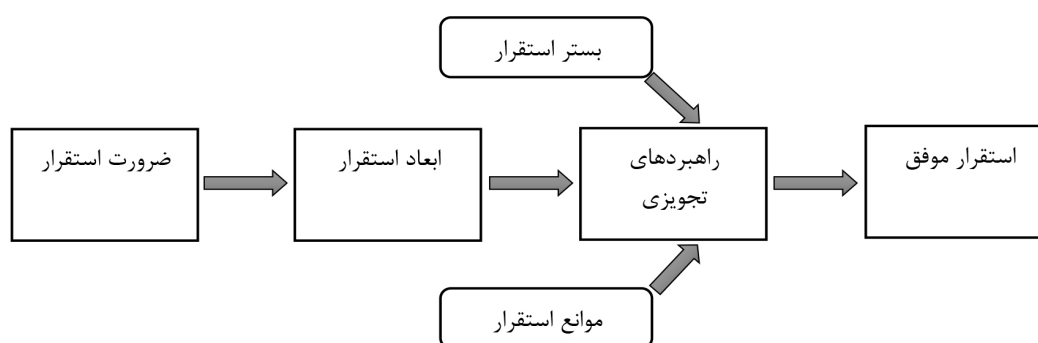 بستر استقرار
ضرورت استقرار
ابعاد استقرار
راهبردهای
تجویزی
استقرار موفق
موانع استقرار